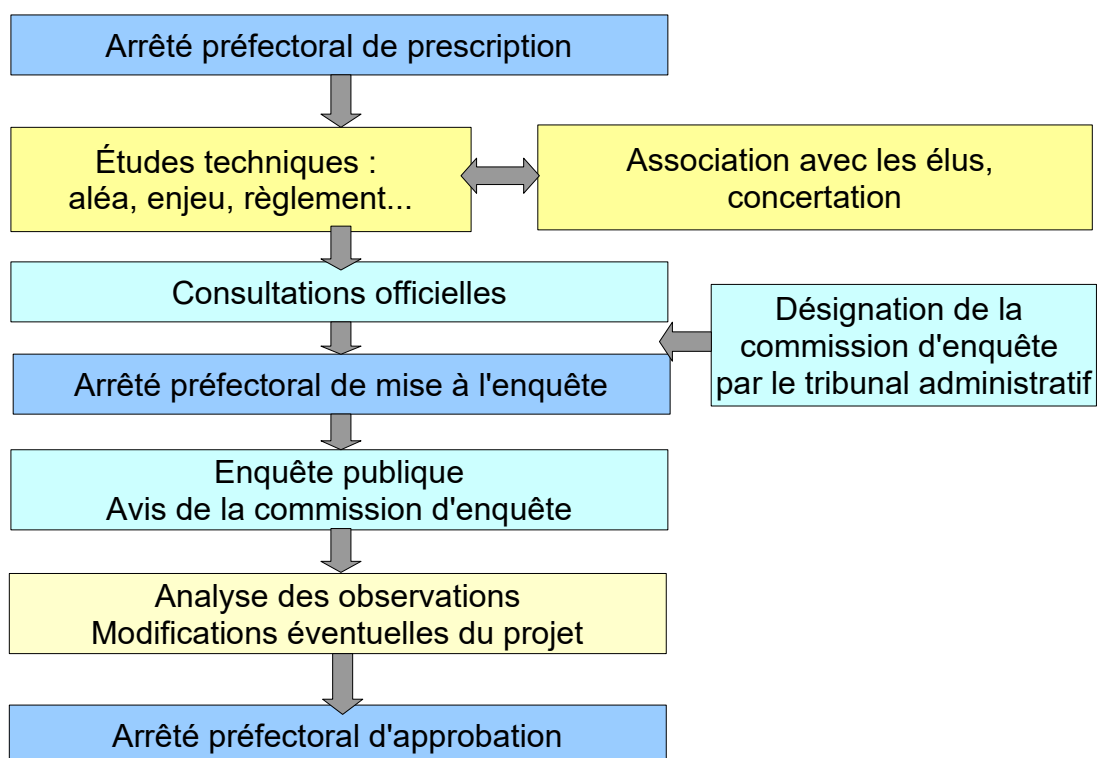 Arrêté préfectoral de prescription
Études techniques :
aléa, enjeu, règlement...
Association avec les élus,
concertation
Consultations officielles
Désignation de la
commission d'enquête
par le tribunal administratif
Arrêté préfectoral de mise à l'enquête
Enquête publique
Avis de la commission d'enquête
Analyse des observations
Modifications éventuelles du projet
Arrêté préfectoral d'approbation